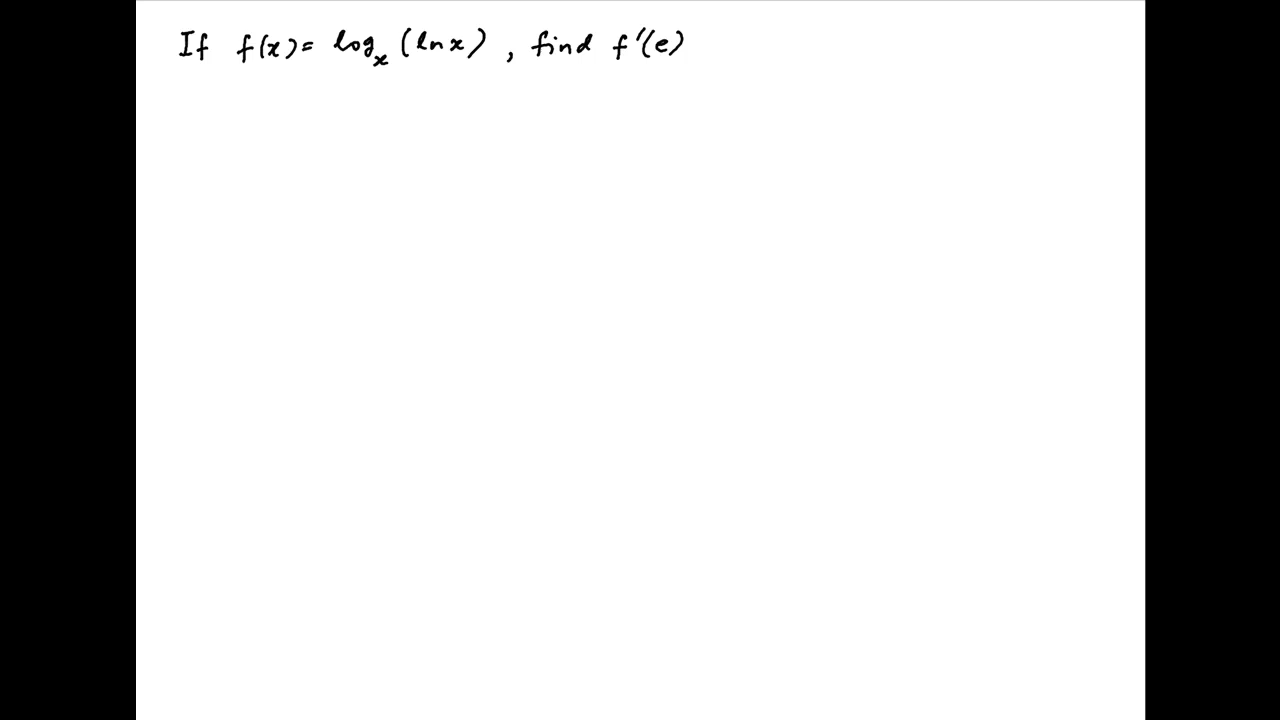 If f(x) = log_x (ln x) , find f'(e)